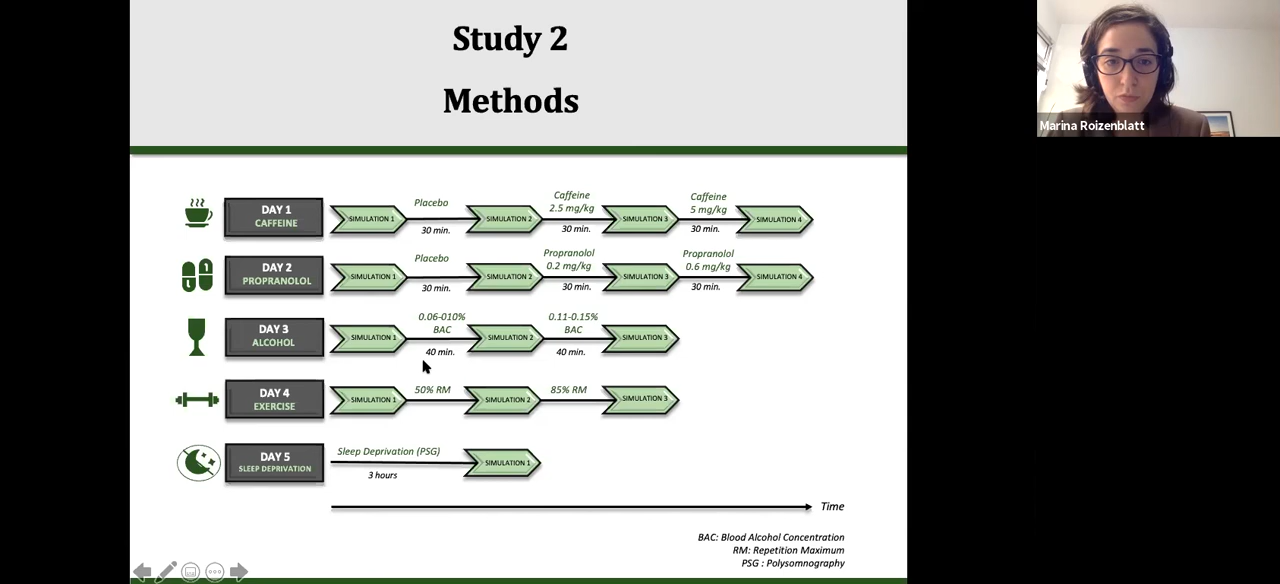 Study 2
Methods
Marina Roizenblatt
DAY 1
CAFFEINE
SIMULATION 1
Placebo
30 min.
SIMULATION 2
Caffeine
2.5 mg/kg
30 min.
SIMULATION 3
Caffeine
5 mg/kg
30 min.
SIMULATION 4
DAY 2
PROPRANOLOL
SIMULATION 1
Placebo
30 min.
SIMULATION 2
Propranolol
0.2 mg/kg
30 min.
SIMULATION 3
Propranolol
0.6 mg/kg
30 min.
SIMULATION 4
DAY 3
ALCOHOL
SIMULATION 1
0.06-010%
BAC
40 min.
SIMULATION 2
0.11-0.15%
BAC
40 min.
SIMULATION 3
DAY 4
EXERCISE
SIMULATION 1
50% RM
SIMULATION 2
85% RM
SIMULATION 3
DAY 5
SLEEP DEPRIVATION
Sleep Deprivation (PSG)
3 hours
SIMULATION 1
Time
BAC: Blood Alcohol Concentration
RM: Repetition Maximum
PSG : Polysomnography